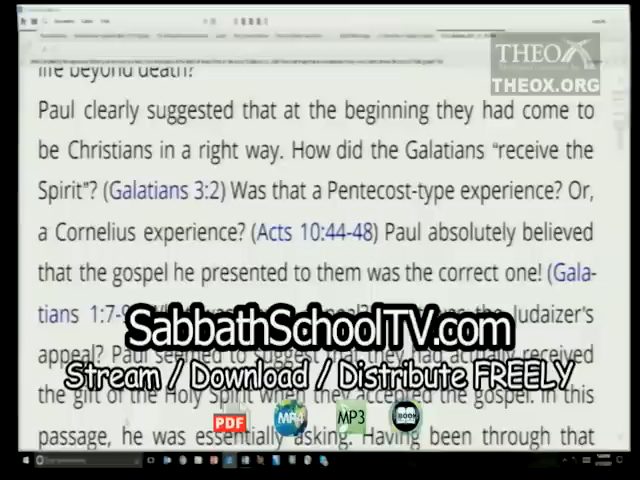 THEOX
THEOX.ORG
life beyond death?
Paul clearly suggested that at the beginning they had come to
be Christians in a right way. How did the Galatians “receive the
Spirit”? (Galatians 3:2) Was that a Pentecost-type experience? Or,
a Cornelius experience? (Acts 10:44-48) Paul absolutely believed
that the gospel he presented to them was the correct one! (Gala-
tians 1:7-9) the Judaizer's
SabbathSchoolTV.com
appeal? Paul seemed to suggest that they had actually received
Stream / Download / Distribute FREELY
the gift of the Holy Spirit when they accepted the gospel. In this
PDF
MP4
MP3
BOOK
passage, he was essentially asking. Having been through that